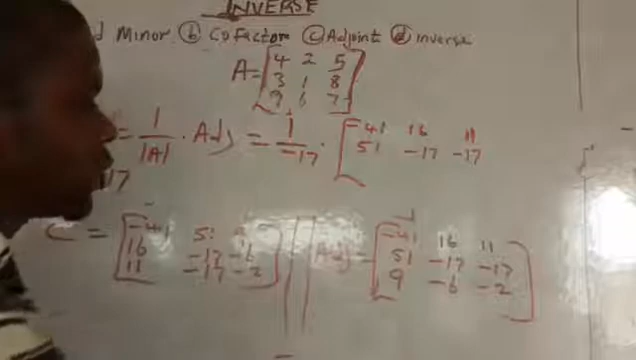 INVERSE
Minor (b) Cofactor (c) Adjoint (d) inverse
A = [4 2 5
3 1 8
9 6 7]
= 1/|A| . Adj = 1/-17 . [-41 16 11
51 -17 -17
17
C = [-41 51
16 -17 -6
11 -17 -2]
Adj = [-41 16 11
51 -17 -17
9 -6 -2]